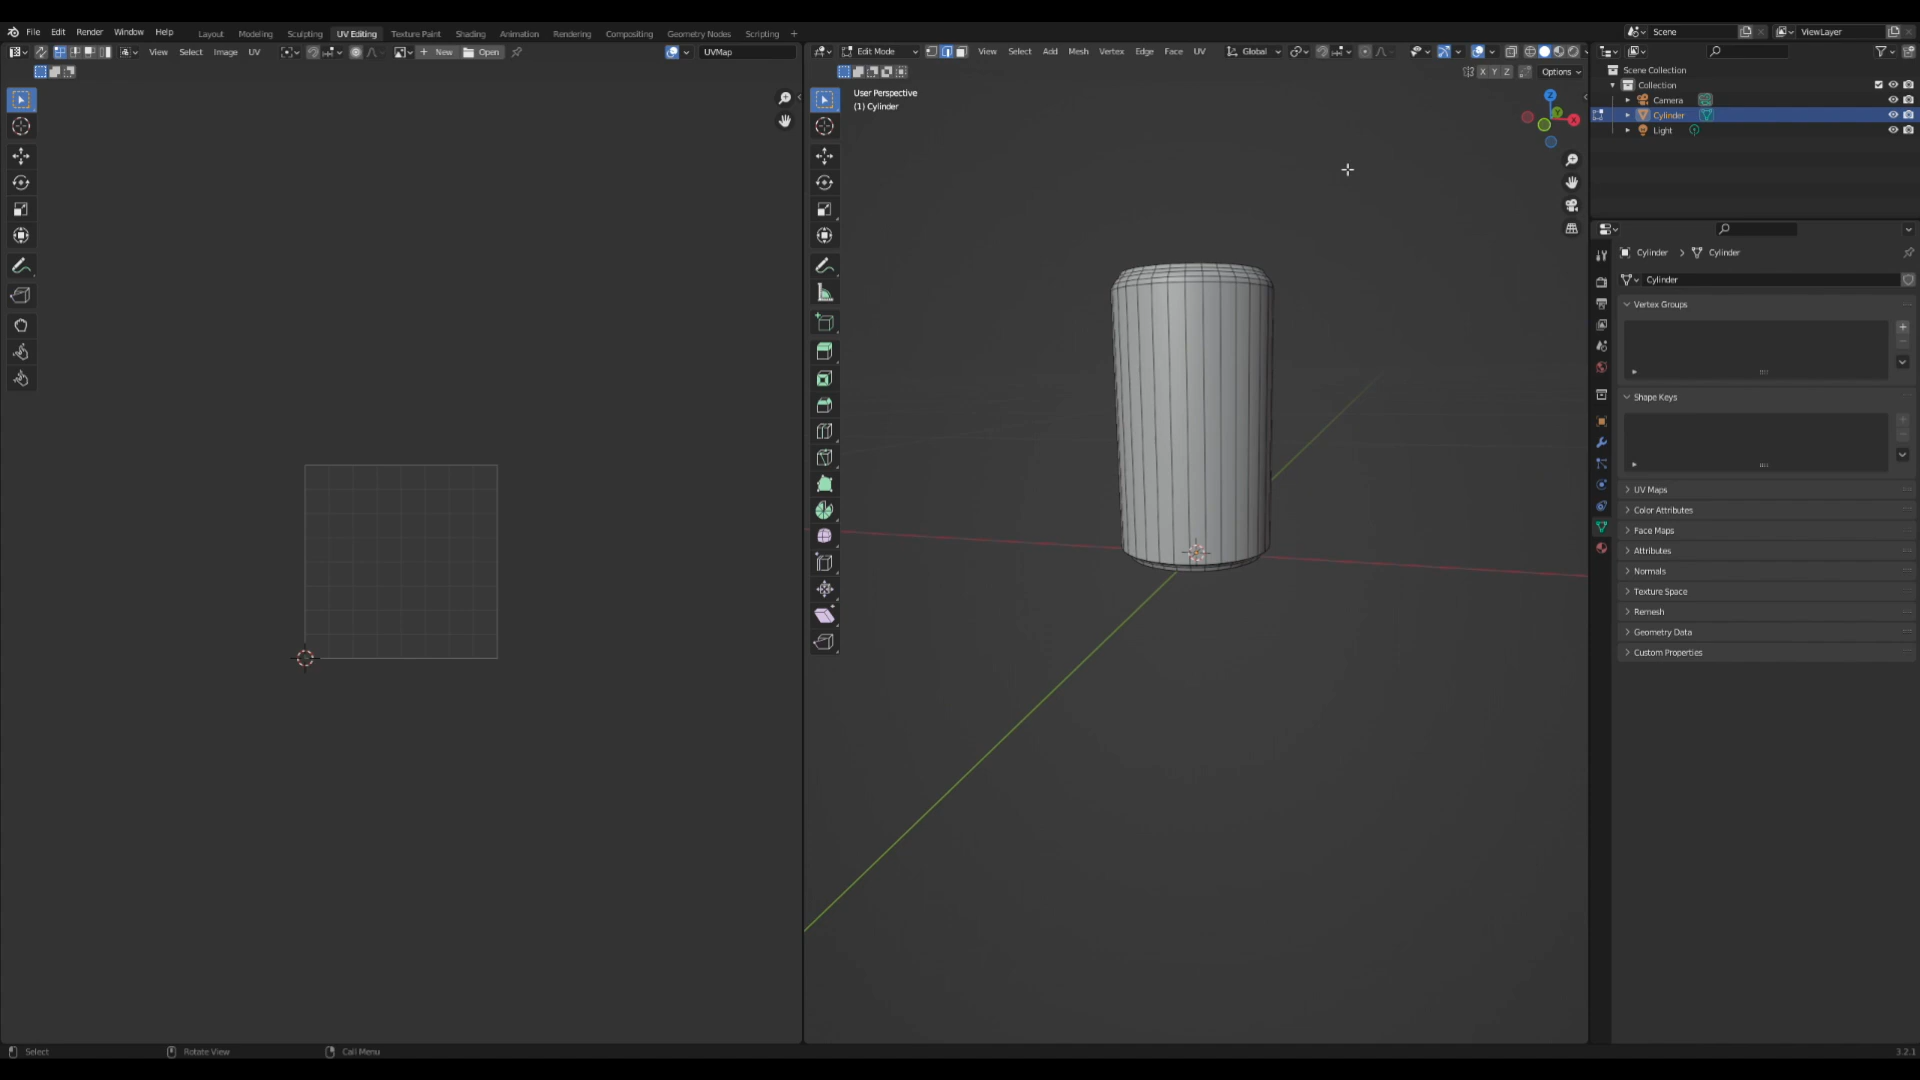 File Edit Render Window Help Layout Modeling Sculpting UV Editing Texture Paint Shading Animation Rendering Compositing Geometry Nodes Scripting + Scene ViewLayer
View Select Image UV New Open UVMap Edit Mode View Select Add Mesh Vertex Edge Face UV Global
X Y Z Options
User Perspective
(1) Cylinder
Z
X
Y
Scene Collection
Collection
Camera
Cylinder
Light
Cylinder > Cylinder
Cylinder
Vertex Groups
Shape Keys
UV Maps
Color Attributes
Face Maps
Attributes
Normals
Texture Space
Remesh
Geometry Data
Custom Properties
Select Rotate View Call Menu 3.2.1